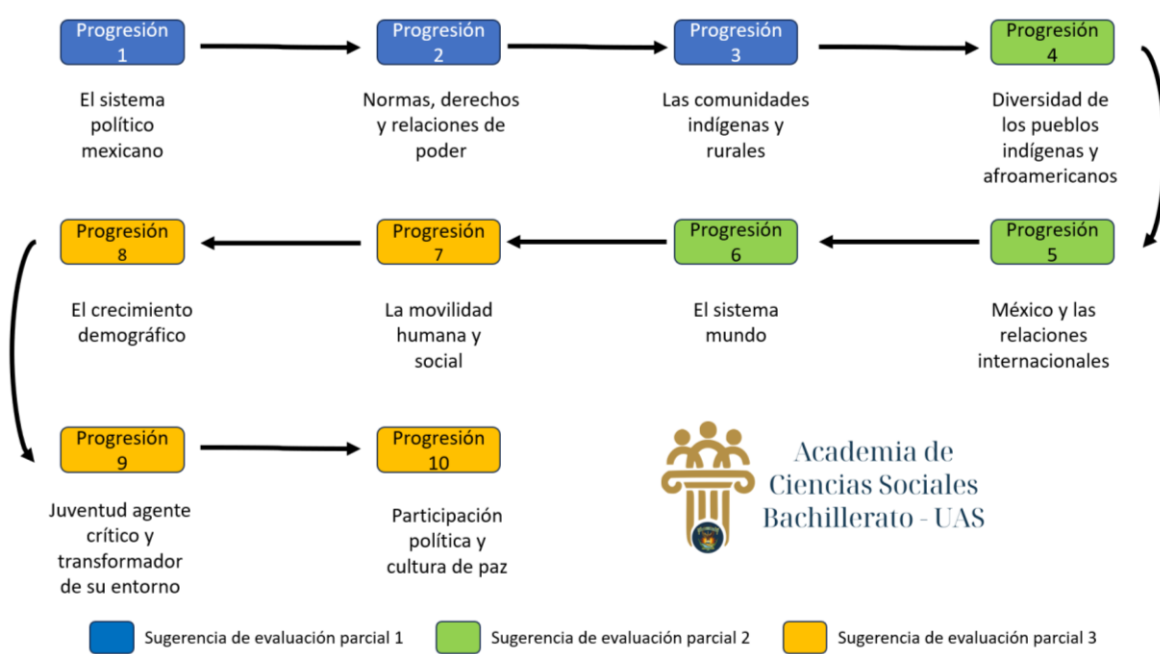 Progresión
1
Progresión
2
Progresión
3
Progresión
4
El sistema
político
mexicano
Normas, derechos
y relaciones de
poder
Las comunidades
indígenas y
rurales
Diversidad de
los pueblos
indígenas y
afroamericanos
Progresión
8
Progresión
7
Progresión
6
Progresión
5
El crecimiento
demográfico
La movilidad
humana y
social
El sistema
mundo
México y las
relaciones
internacionales
Progresión
9
Progresión
10
Juventud agente
crítico y
transformador
de su entorno
Participación
política y
cultura de paz
Academia de
Ciencias Sociales
Bachillerato - UAS
Sugerencia de evaluación parcial 1
Sugerencia de evaluación parcial 2
Sugerencia de evaluación parcial 3